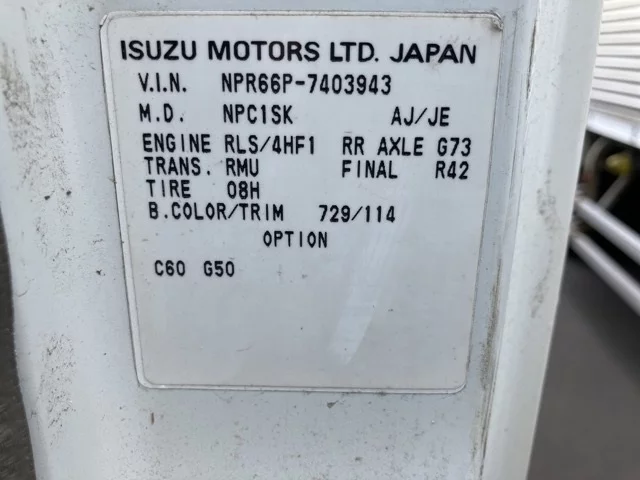 ISUZU MOTORS LTD. JAPAN
V.I.N. NPR66P-7403943
M.D. NPC1SK AJ/JE
ENGINE RLS/4HF1 RR AXLE G73
TRANS. RMU FINAL R42
TIRE 08H
B.COLOR/TRIM 729/114
OPTION
C60 G50